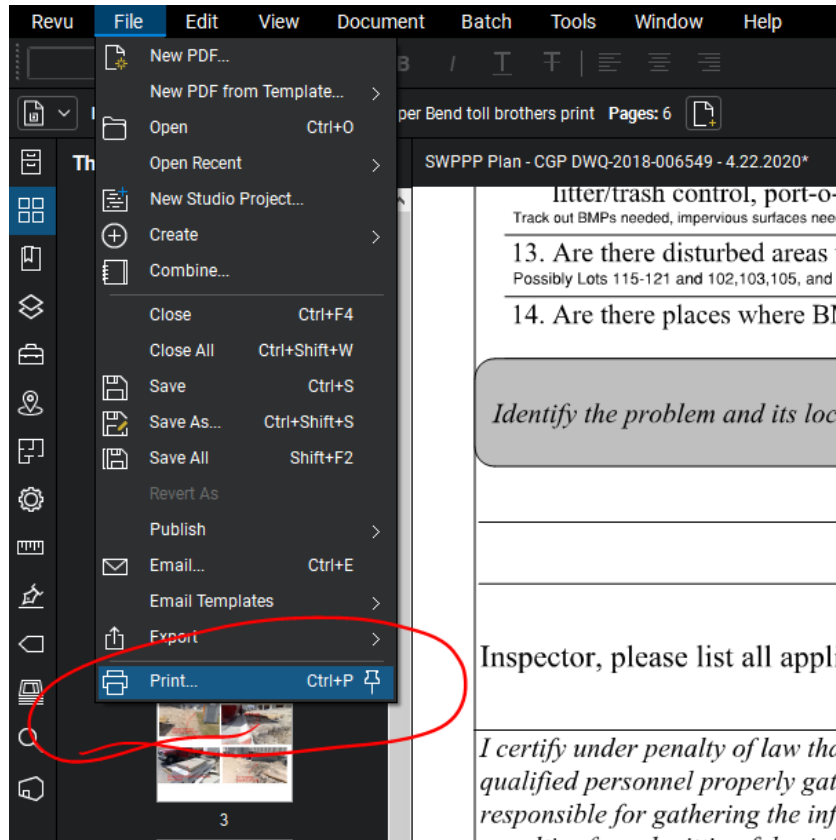 Revu File Edit View Document Batch Tools Window Help
New PDF...
B I T T
New PDF from Template...
per Bend toll brothers print Pages: 6
Open Ctrl+O
Th
Open Recent
SWPPP Plan - CGP DWQ-2018-006549 - 4.22.2020*
New Studio Project...
litter/trash control, port-o-
Track out BMPs needed, impervious surfaces nee
Create
13. Are there disturbed areas
Combine...
Possibly Lots 115-121 and 102,103,105, and
Close Ctrl+F4
14. Are there places where
Close All Ctrl+Shift+W
Save Ctrl+S
Save As... Ctrl+Shift+S
Identify the problem and its loc
Save All Shift+F2
Revert As
Publish
Email... Ctrl+E
Email Templates
Export
Inspector, please list all appl
Print... Ctrl+P
I certify under penalty of law tha
qualified personnel properly gat
responsible for gathering the inf
3